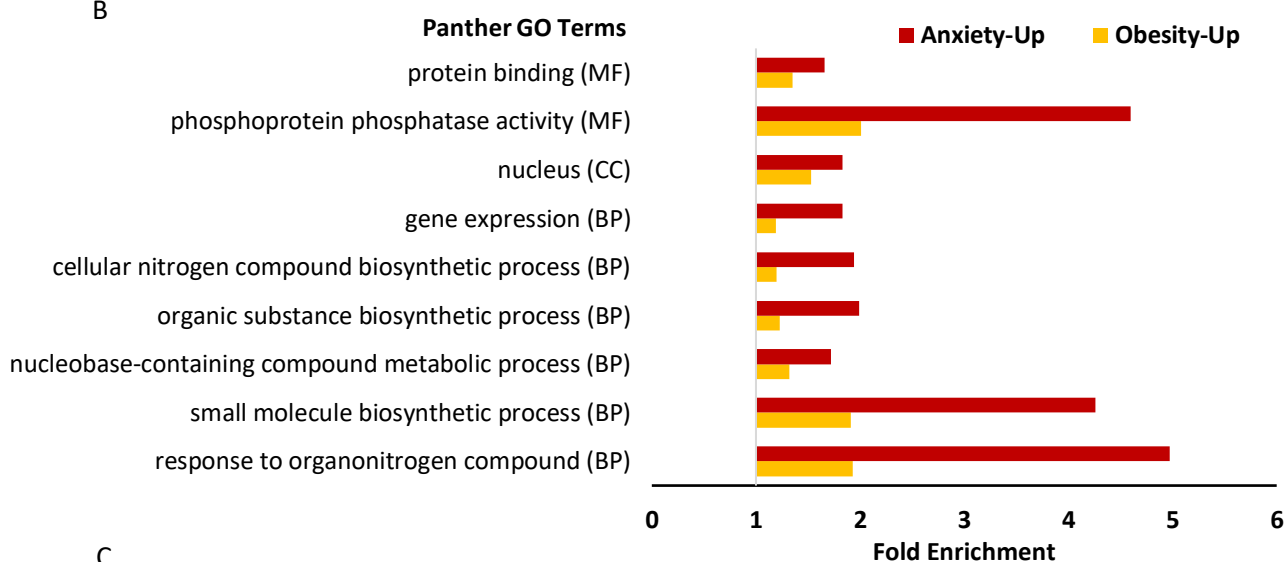 B
Panther GO Terms
Anxiety-Up
Obesity-Up
protein binding (MF)
phosphoprotein phosphatase activity (MF)
nucleus (CC)
gene expression (BP)
cellular nitrogen compound biosynthetic process (BP)
organic substance biosynthetic process (BP)
nucleobase-containing compound metabolic process (BP)
small molecule biosynthetic process (BP)
response to organonitrogen compound (BP)
0 1 2 3 4 5 6
Fold Enrichment
C